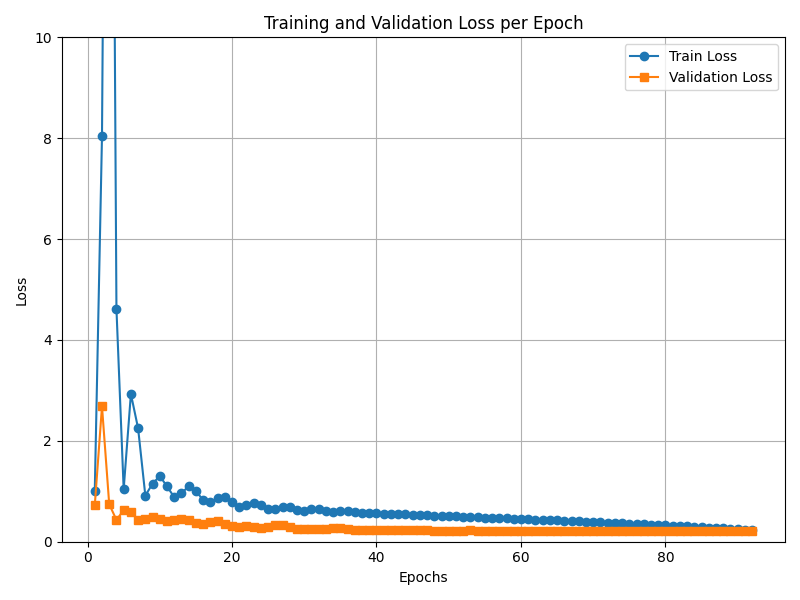 Training and Validation Loss per Epoch
Train Loss
Validation Loss
10
8
6
4
2
0
Loss
0 20 40 60 80
Epochs